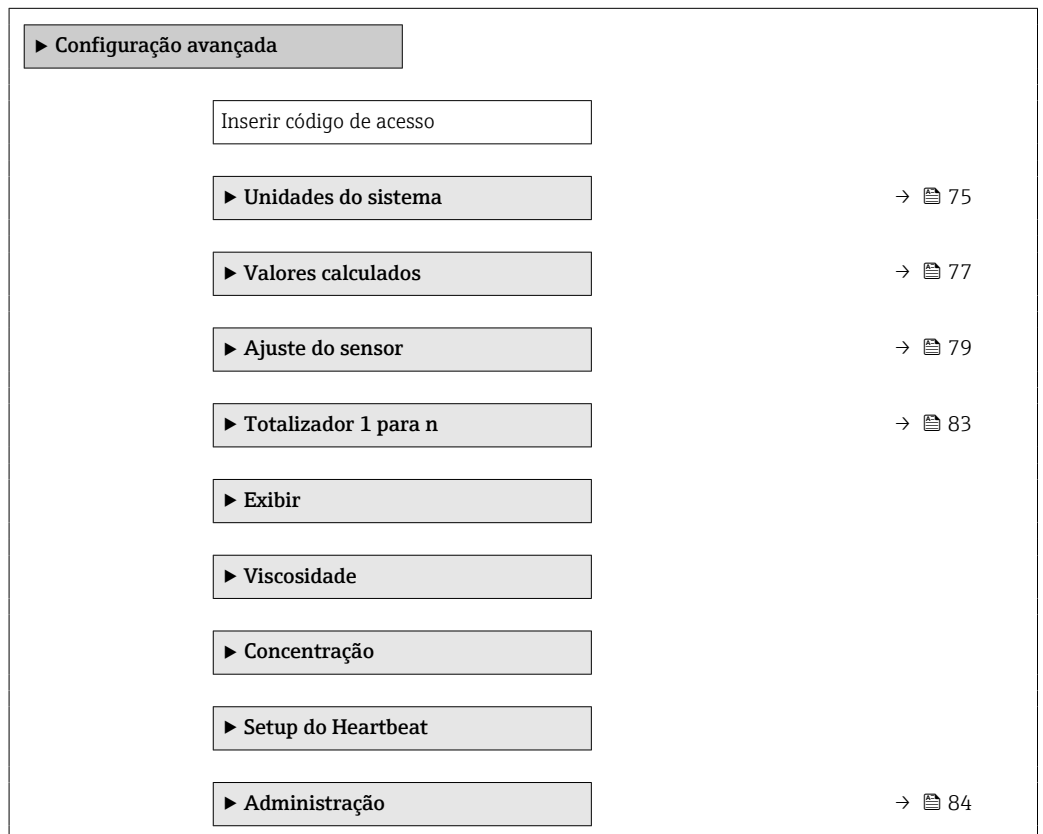 ▶ Configuração avançada
Inserir código de acesso
▶ Unidades do sistema → 75
▶ Valores calculados → 77
▶ Ajuste do sensor → 79
▶ Totalizador 1 para n → 83
▶ Exibir
▶ Viscosidade
▶ Concentração
▶ Setup do Heartbeat
▶ Administração → 84